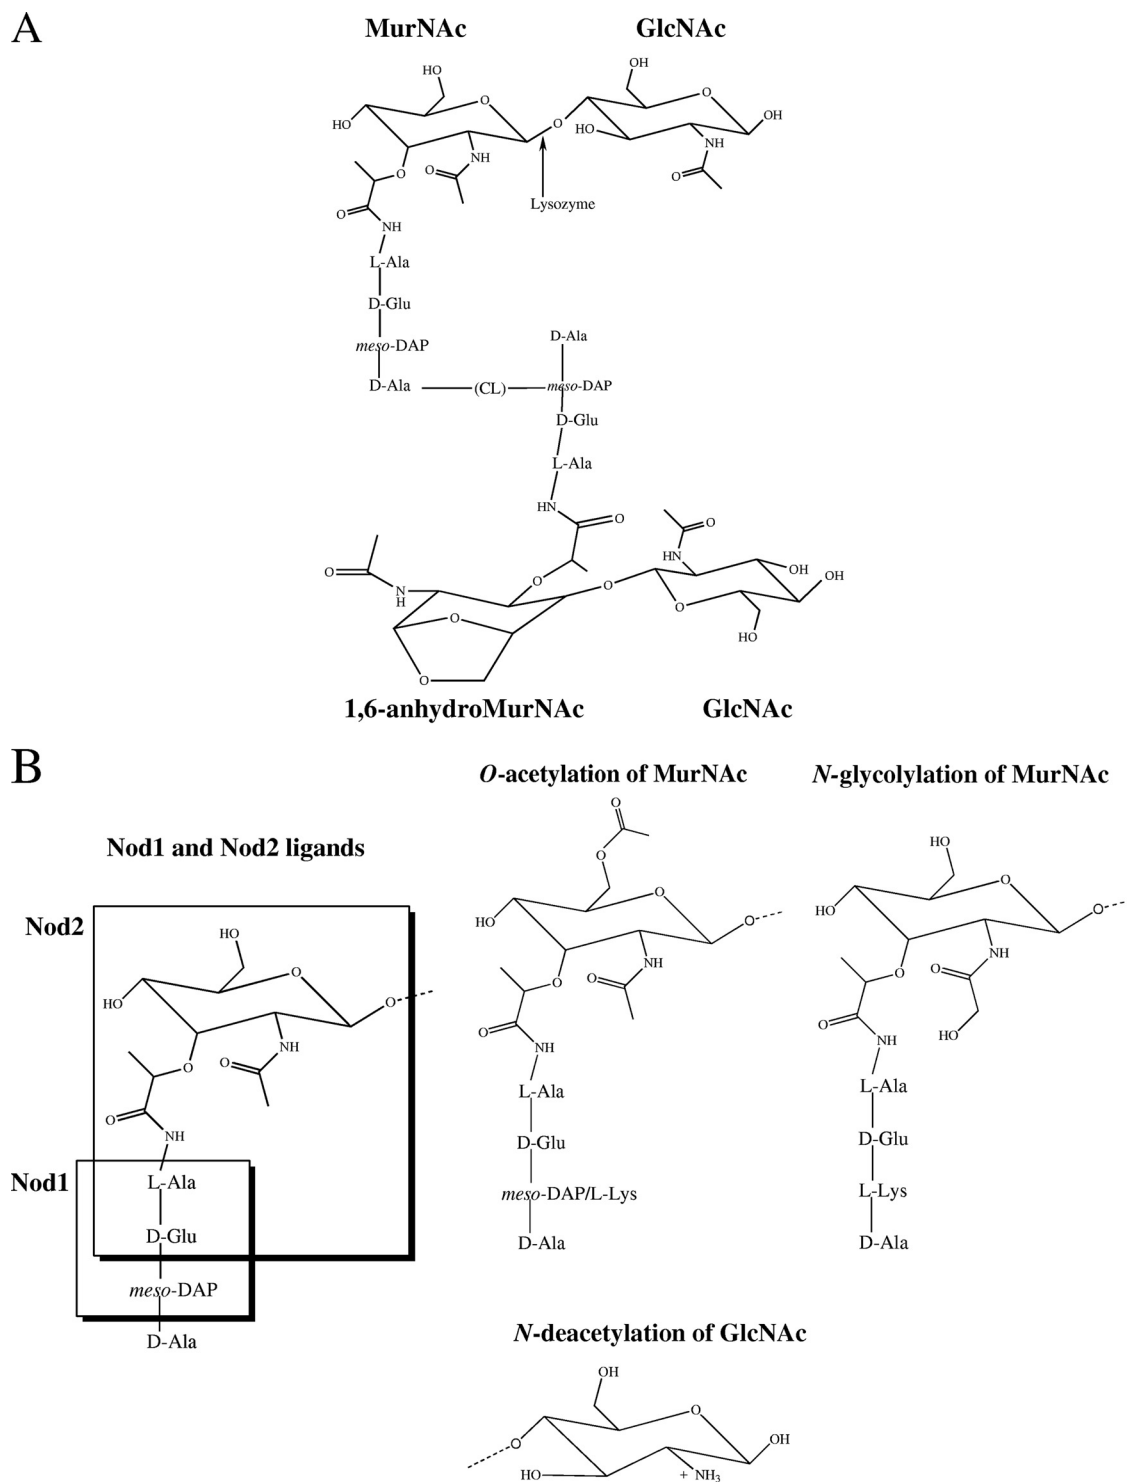 A
MurNAc GlcNAc
HO OH
O O
HO O HO OH
NH NH
O O O
Lysozyme
O NH
L-Ala
D-Glu
meso-DAP
D-Ala
D-Ala (CL) meso-DAP
D-Glu
L-Ala
HN O
O
O HN
O N H O O OH OH
O O
HO
O
1,6-anhydroMurNAc GlcNAc
B
O-acetylation of MurNAc N-glycolylation of MurNAc
Nod1 and Nod2 ligands
Nod2
HO
O
HO O
NH
O O
O
NH
Nod1
L-Ala
D-Glu
meso-DAP
D-Ala
O
O
O
HO O
NH
O O
O
NH
L-Ala
D-Glu
meso-DAP/L-Lys
D-Ala
HO
O
HO O
NH
O O
O HO
NH
L-Ala
D-Glu
L-Lys
D-Ala
N-deacetylation of GlcNAc
OH
O
O OH
HO + NH3